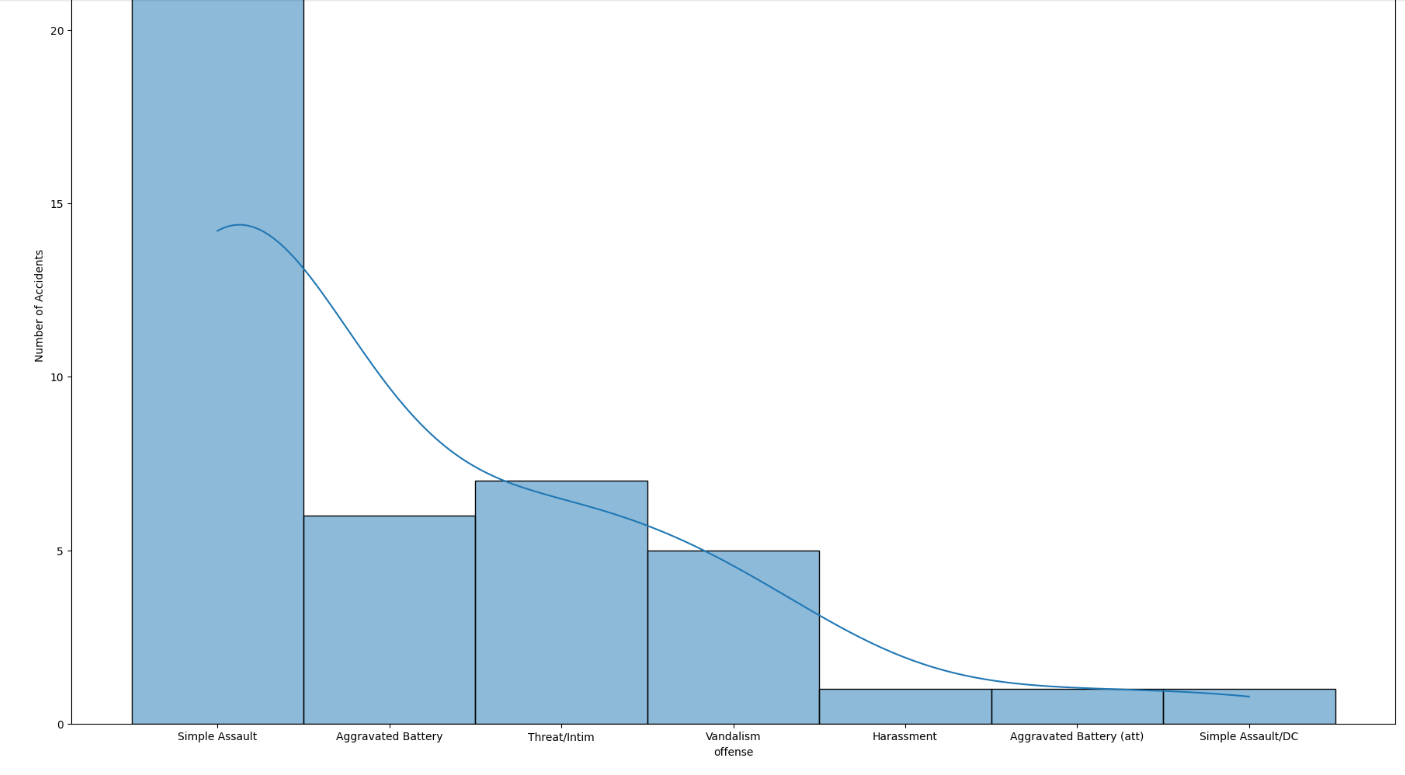 20
15
10
5
0
Number of Accidents
Simple Assault Aggravated Battery Threat/Intim Vandalism Harassment Aggravated Battery (att) Simple Assault/DC
offense